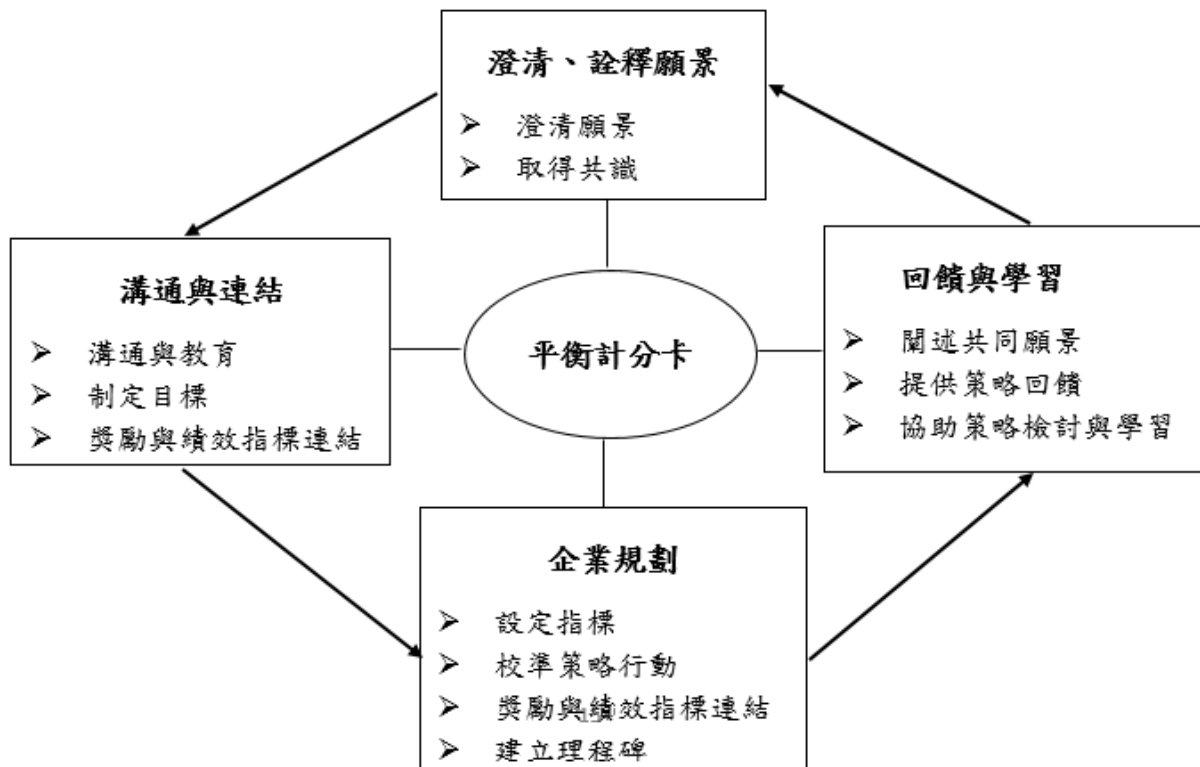 澄清、詮釋願景
澄清願景
取得共識
溝通與連結
溝通與教育
制定目標
獎勵與績效指標連結
平衡計分卡
回饋與學習
闡述共同願景
提供策略回饋
協助策略檢討與學習
企業規劃
設定指標
校準策略行動
獎勵與績效指標連結
建立理程碑